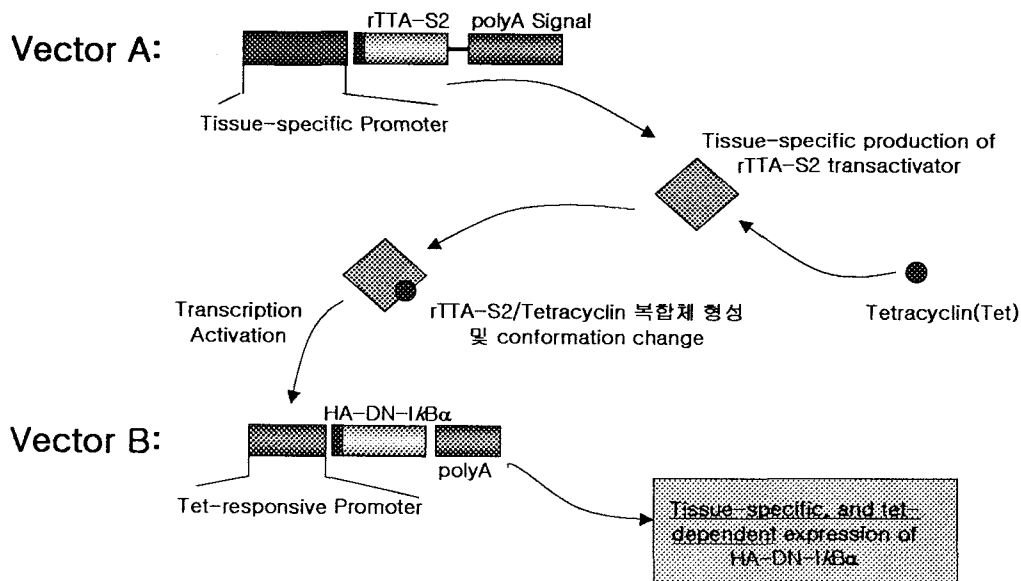 rTTA-S2
polyA Signal
Vector A:
Tissue-specific Promoter
Tissue-specific production of
rTTA-S2 transactivator
Transcription
Activation
rTTA-S2/Tetracyclin 복합체 형성
및 conformation change
Tetracyclin(Tet)
HA-DN-IkBα
Vector B:
polyA
Tet-responsive Promoter
Tissue-specific, and tet-
dependent expression of
HA-DN-IkBα